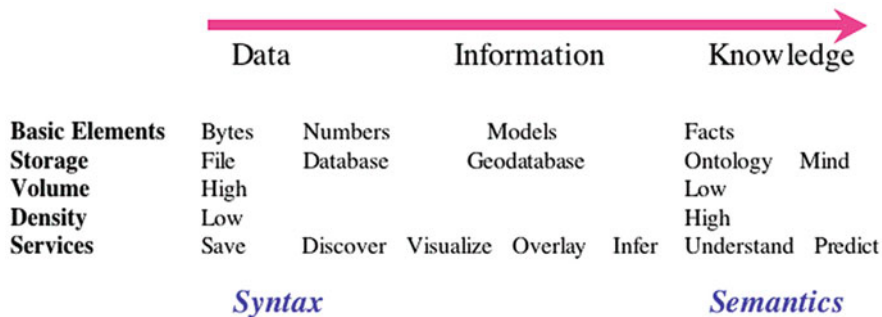 Data Information Knowledge
Basic Elements Bytes Numbers Models Facts
Storage File Database Geodatabase Ontology Mind
Volume High Low
Density Low High
Services Save Discover Visualize Overlay Infer Understand Predict
Syntax Semantics